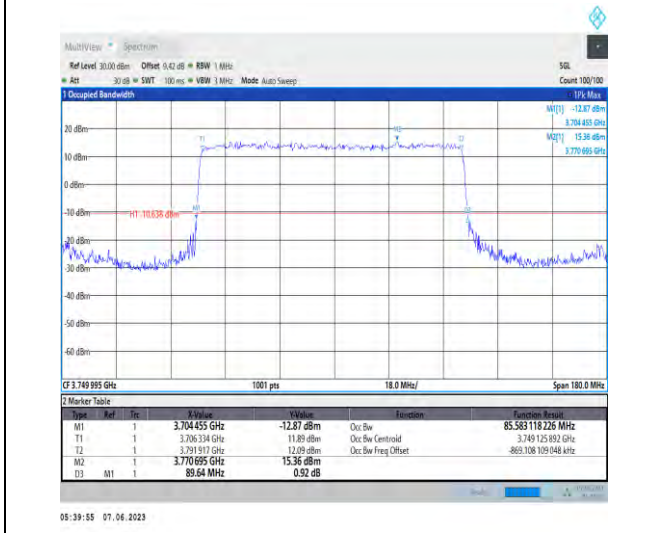 MultiView Spectrum
Ref Level 30.00 dBm Offset 9.42 dB RBW 1 MHz SGL
Att 30 dB SWT 100 ms VBW 3 MHz Mode Auto Sweep Count 100/100
1 Occupied Bandwidth 1Pk Max
M1[1] -12.87 dBm
3.704 455 GHz
20 dBm M2[1] 15.36 dBm
T1 M2 T2 3.770 695 GHz
10 dBm
0 dBm
-10 dBm H1 -10.638 dBm M1
-20 dBm
-30 dBm
-40 dBm
-50 dBm
-60 dBm
CF 3.749 995 GHz 1001 pts 18.0 MHz/ Span 180.0 MHz
2 Marker Table
Type Ref Trc X-Value Y-Value Function Function Result
M1 1 3.704 455 GHz -12.87 dBm Occ Bw 85.583 118 226 MHz
T1 1 3.706 334 GHz 11.89 dBm Occ Bw Centroid 3.749 125 892 GHz
T2 1 3.791 917 GHz 12.09 dBm Occ Bw Freq Offset -869.108 109 048 kHz
M2 1 3.770 695 GHz 15.36 dBm
D3 M1 1 89.64 MHz 0.92 dB
05:39:55 07.06.2023